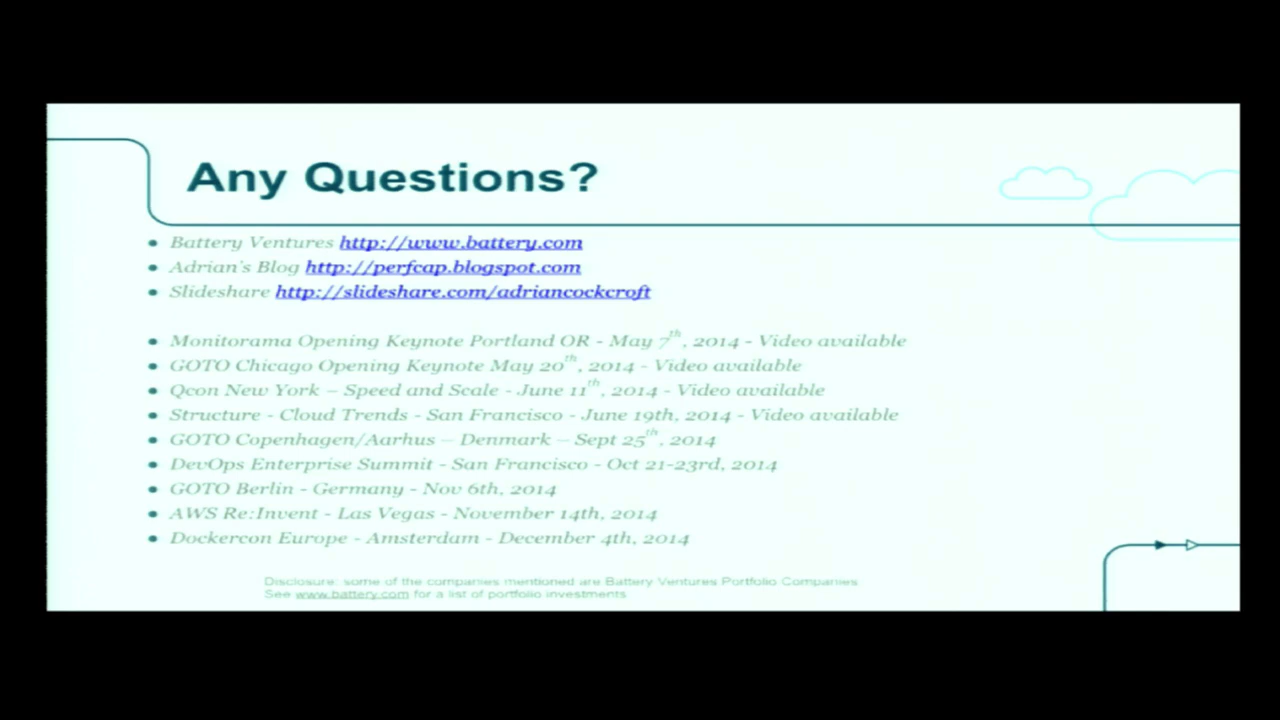 Any Questions?
• Battery Ventures http://www.battery.com
• Adrian's Blog http://perfcap.blogspot.com
• Slideshare http://slideshare.com/adriancockcroft
• Monitorama Opening Keynote Portland OR - May 7th, 2014 - Video available
• GOTO Chicago Opening Keynote May 20th, 2014 - Video available
• Qcon New York – Speed and Scale - June 11th, 2014 - Video available
• Structure - Cloud Trends - San Francisco - June 19th, 2014 - Video available
• GOTO Copenhagen/Aarhus – Denmark – Sept 25th, 2014
• DevOps Enterprise Summit - San Francisco - Oct 21-23rd, 2014
• GOTO Berlin - Germany - Nov 6th, 2014
• AWS Re:Invent - Las Vegas - November 14th, 2014
• Dockercon Europe - Amsterdam - December 4th, 2014
Disclosure: some of the companies mentioned are Battery Ventures Portfolio Companies
See www.battery.com for a list of portfolio investments